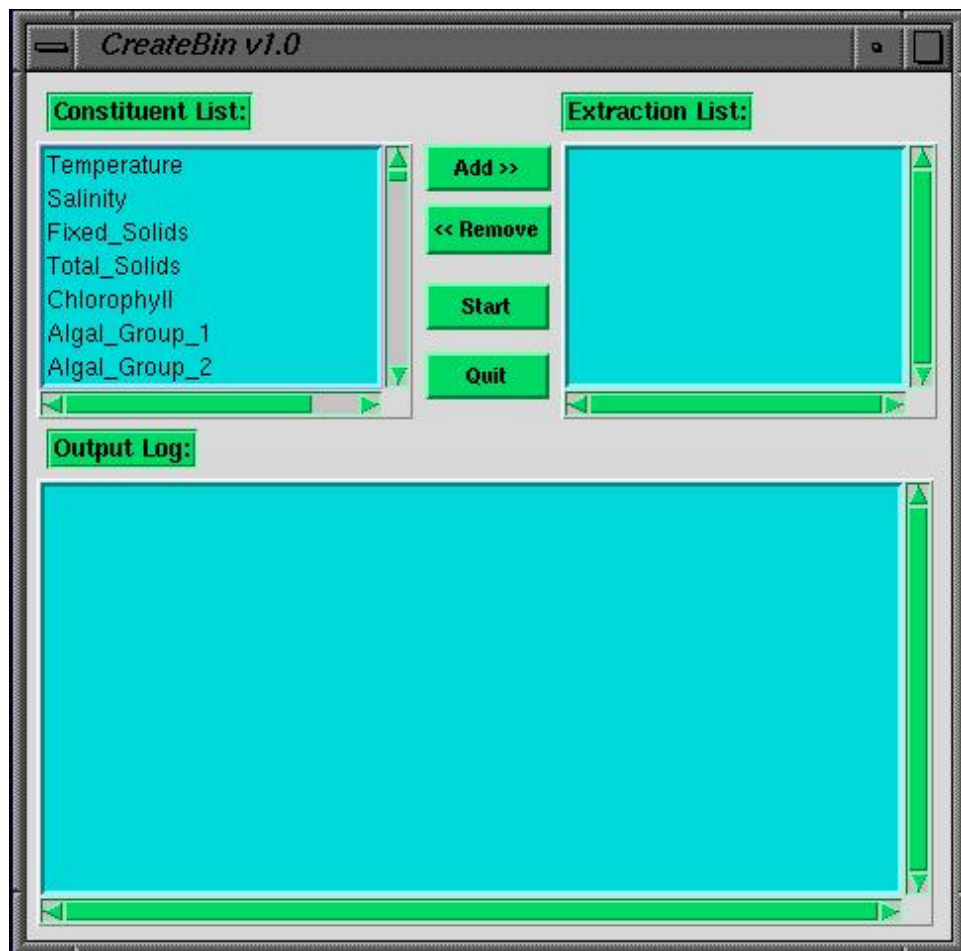 CreateBin v1.0
Constituent List:
Extraction List:
Temperature
Salinity
Fixed_Solids
Total_Solids
Chlorophyll
Algal_Group_1
Algal_Group_2
Add >>
<< Remove
Start
Quit
Output Log: